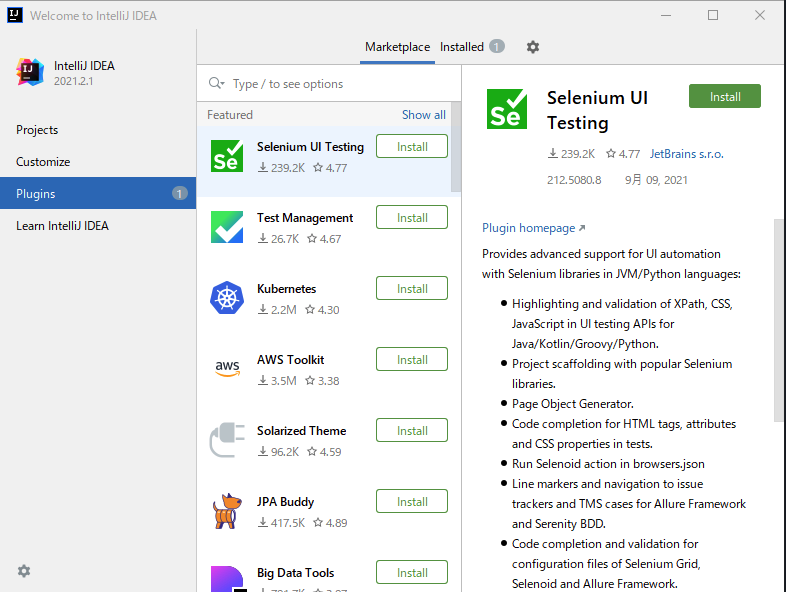 Welcome to IntelliJ IDEA
IntelliJ IDEA
2021.2.1
Projects
Customize
Plugins 1
Learn IntelliJ IDEA
Marketplace Installed 1
Type / to see options
Featured Show all
Selenium UI Testing Install
239.2K 4.77
Test Management Install
26.7K 4.67
Kubernetes Install
2.2M 4.30
aws
AWS Toolkit Install
3.5M 3.38
Solarized Theme Install
96.2K 4.59
JPA Buddy Install
417.5K 4.89
Big Data Tools Install
Se
Selenium UI
Testing
Install
239.2K 4.77 JetBrains s.r.o.
212.5080.8 9月 09, 2021
Plugin homepage
Provides advanced support for UI automation
with Selenium libraries in JVM/Python languages:
Highlighting and validation of XPath, CSS,
JavaScript in UI testing APIs for
Java/Kotlin/Groovy/Python.
Project scaffolding with popular Selenium
libraries.
Page Object Generator.
Code completion for HTML tags, attributes
and CSS properties in tests.
Run Selenoid action in browsers.json
Line markers and navigation to issue
trackers and TMS cases for Allure Framework
and Serenity BDD.
Code completion and validation for
configuration files of Selenium Grid,
Selenoid and Allure Framework.